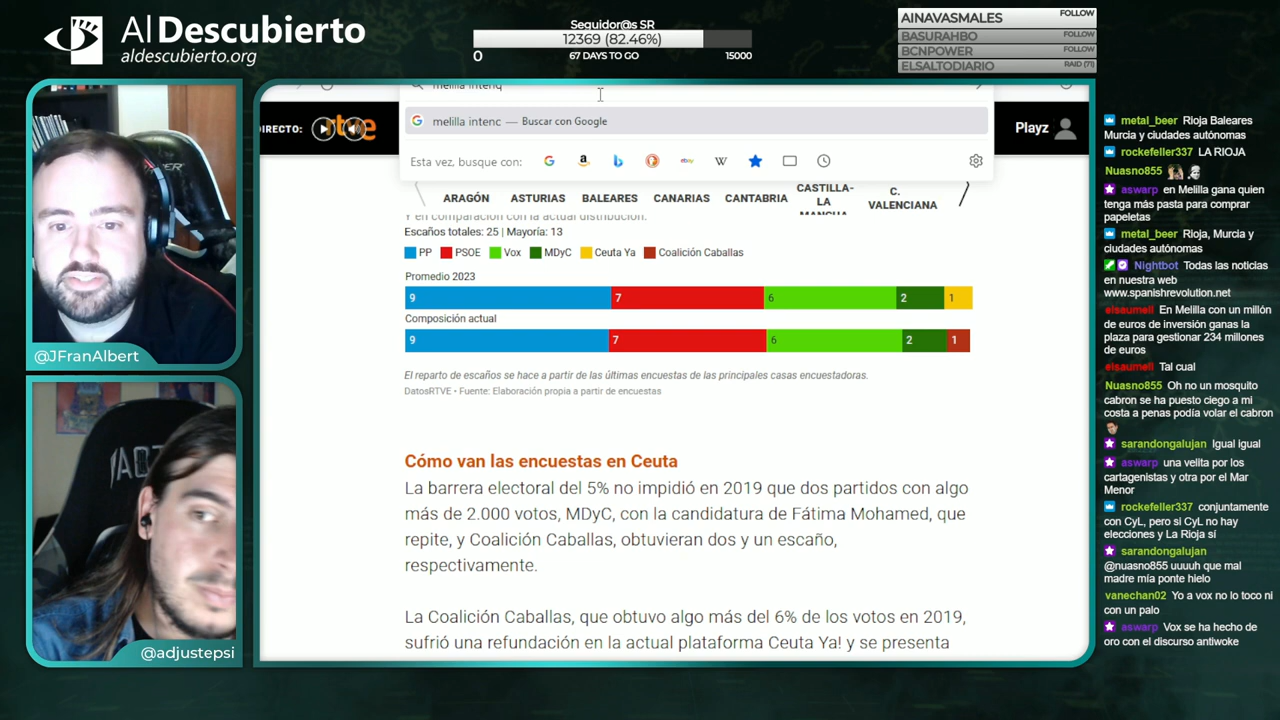 Al Descubierto
aldescubierto.org
Seguidor@s SR
12369 (82.46%)
0
67 DAYS TO GO
15000
AINAVASMALES
FOLLOW
BASURAHBO
FOLLOW
BCNPOWER
FOLLOW
ELSALTODIARIO
RAID (71)
@JFranAlbert
@adjustepsi
melilla intenc
melilla intenc — Buscar con Google
Esta vez, busque con:
DIRECTO:
rtve
Playz
ARAGÓN
ASTURIAS
BALEARES
CANARIAS
CANTABRIA
CASTILLA-
LA
MANCHA
C.
VALENCIANA
Y en comparación con la actual distribución.
Escaños totales: 25 | Mayoría: 13
PP
PSOE
Vox
MDyC
Ceuta Ya
Coalición Caballas
Promedio 2023
9
7
6
2
1
Composición actual
9
7
6
2
1
El reparto de escaños se hace a partir de las últimas encuestas de las principales casas encuestadoras.
DatosRTVE • Fuente: Elaboración propia a partir de encuestas
Cómo van las encuestas en Ceuta
La barrera electoral del 5% no impidió en 2019 que dos partidos con algo
más de 2.000 votos, MDyC, con la candidatura de Fátima Mohamed, que
repite, y Coalición Caballas, obtuvieran dos y un escaño,
respectivamente.
La Coalición Caballas, que obtuvo algo más del 6% de los votos en 2019,
sufrió una refundación en la actual plataforma Ceuta Ya! y se presenta
metal_beer Rioja Baleares
Murcia y ciudades autónomas
rockefeller337 LA RIOJA
Nuasno855
aswarp en Melilla gana quien
tenga más pasta para comprar
papeletas
metal_beer Rioja, Murcia y
ciudades autónomas
Nightbot Todas las noticias
en nuestra web
www.spanishrevolution.net
elsaumell En Melilla con un millón
de euros de inversión ganas la
plaza para gestionar 234 millones
de euros
elsaumell Tal cual
Nuasno855 Oh no un mosquito
cabron se ha puesto ciego a mi
costa a penas podía volar el cabron
sarandongalujan Igual igual
aswarp una velita por los
cartagenistas y otra por el Mar
Menor
rockefeller337 conjuntamente
con CyL, pero si CyL no hay
elecciones y La Rioja sí
sarandongalujan
@nuasno855 uuuuh que mal
madre mía ponte hielo
vanechan02 Yo a vox no lo toco ni
con un palo
aswarp Vox se ha hecho de
oro con el discurso antiwoke